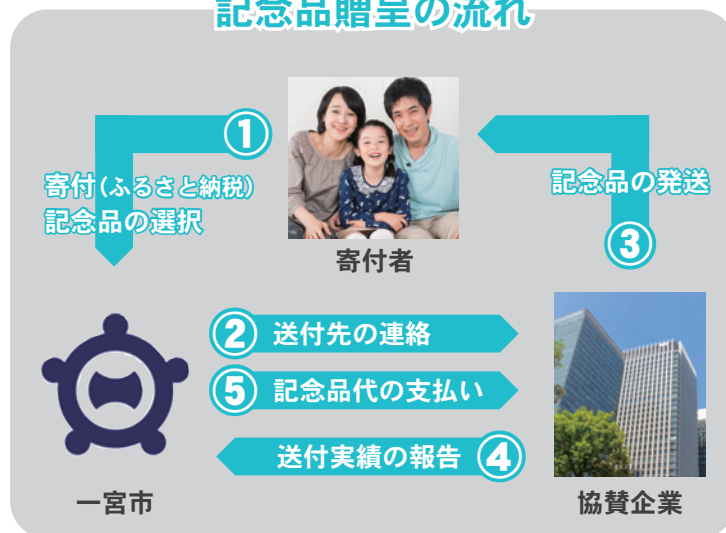 記念品贈呈の流れ
①
寄付(ふるさと納税)
記念品の選択
記念品の発送
③
寄付者
② 送付先の連絡
⑤ 記念品代の支払い
送付実績の報告 ④
一宮市
協賛企業